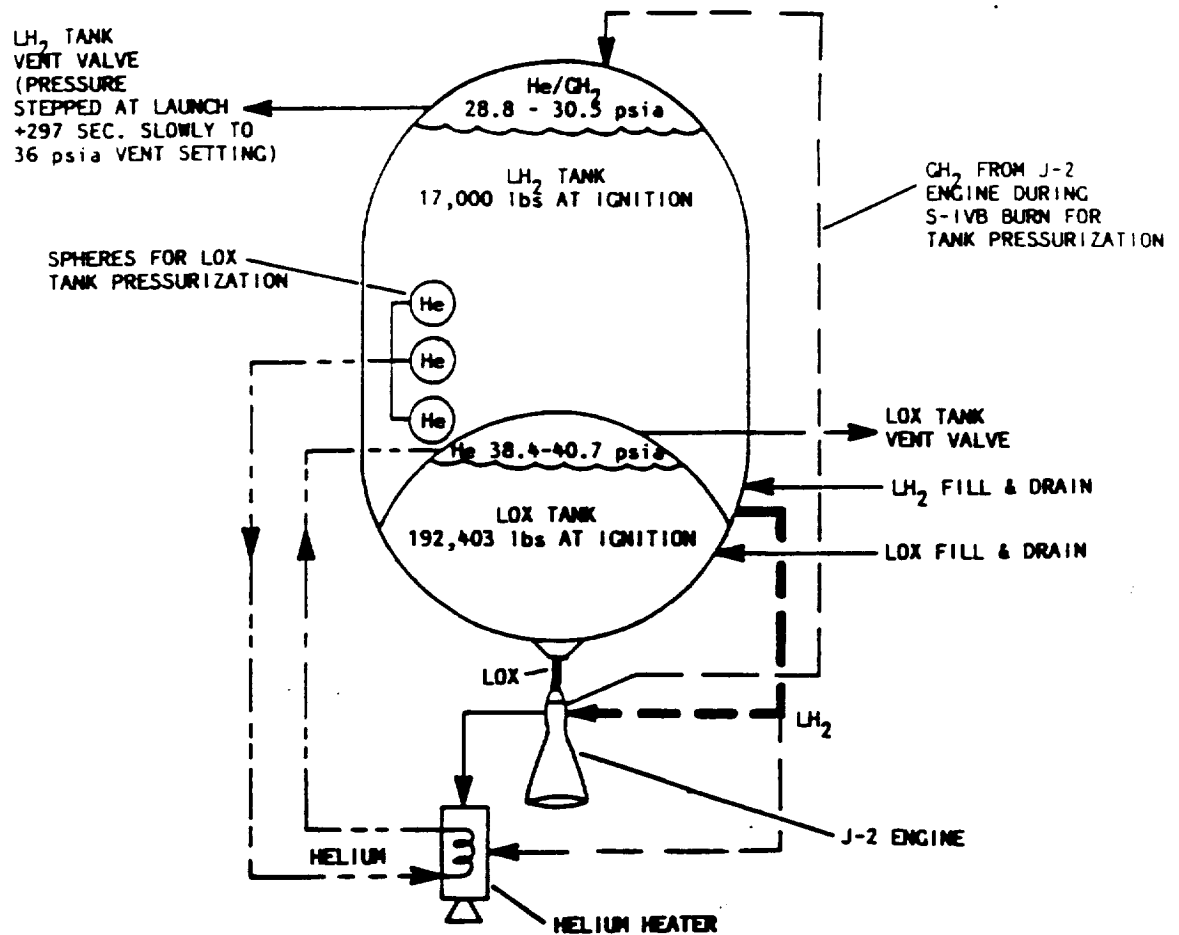 LH2 TANK
VENT VALVE
(PRESSURE
STEPPED AT LAUNCH
+297 SEC. SLOWLY TO
36 psia VENT SETTING)
He/GH2
28.8 - 30.5 psia
LH2 TANK
17,000 lbs AT IGNITION
GH2 FROM J-2
ENGINE DURING
S-IVB BURN FOR
TANK PRESSURIZATION
SPHERES FOR LOX
TANK PRESSURIZATION
He
He
He
LOX TANK
VENT VALVE
He 38.4-40.7 psia
LH2 FILL & DRAIN
LOX TANK
192,403 lbs AT IGNITION
LOX FILL & DRAIN
LOX
LH2
J-2 ENGINE
HELIUM
HELIUM HEATER